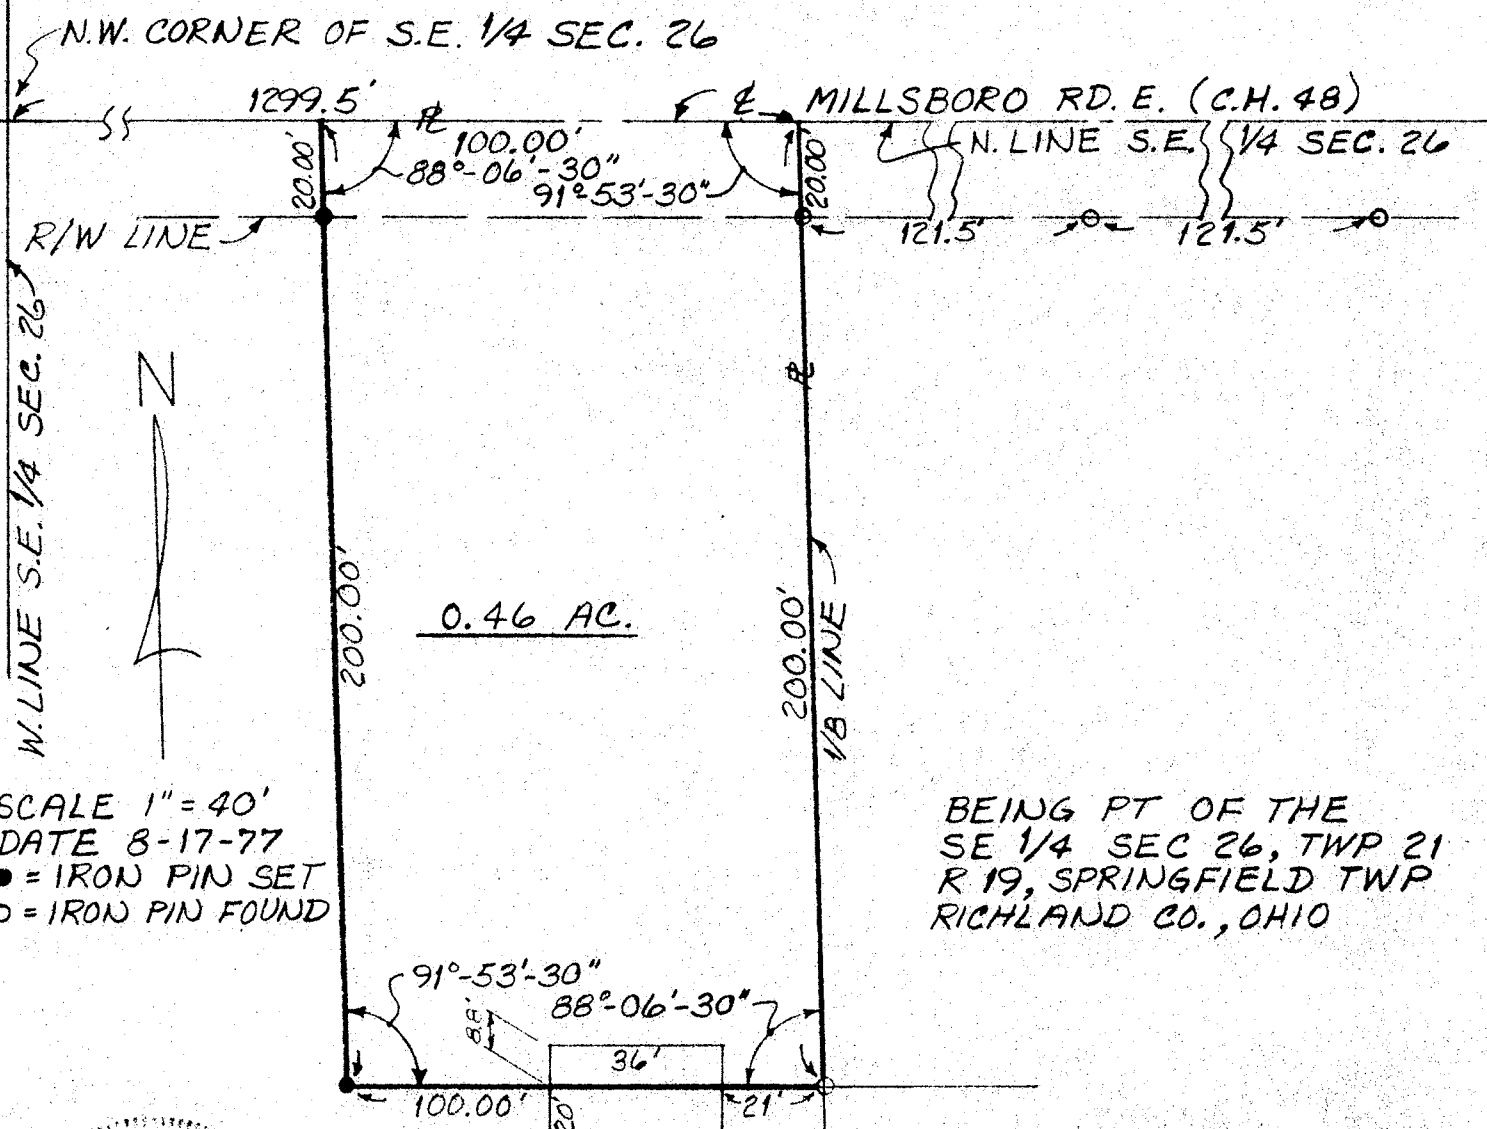 N.W. CORNER OF S.E. 1/4 SEC. 26
1299.5'
℄
MILLSBORO RD. E. (C.H. 48)
PL
100.00'
N. LINE S.E. 1/4 SEC. 26
20.00'
88°-06'-30"
91°-53'-30"
20.00'
R/W LINE
121.5'
121.5'
W. LINE S.E. 1/4 SEC. 26
N
PL
200.00'
0.46 AC.
200.00'
1/8 LINE
SCALE 1" = 40'
DATE 8-17-77
● = IRON PIN SET
O = IRON PIN FOUND
BEING PT OF THE
SE 1/4 SEC 26, TWP 21
R 19, SPRINGFIELD TWP
RICHLAND CO., OHIO
91°-53'-30"
88°-06'-30"
8.8'
36'
100.00'
20
21'